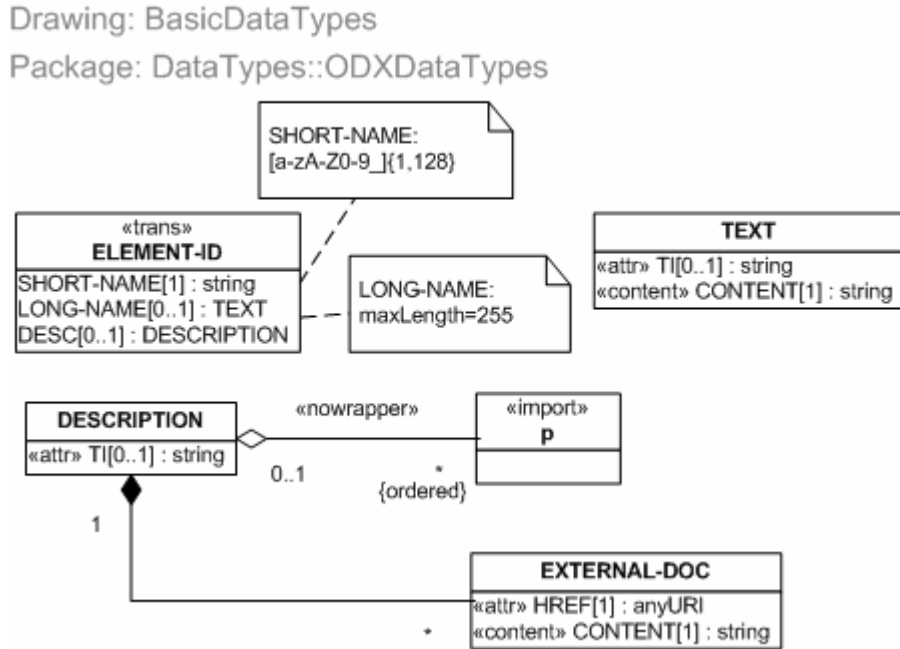 Drawing: BasicDataTypes
Package: DataTypes::ODXDataTypes
SHORT-NAME:
[a-zA-Z0-9_]{1,128}
«trans»
ELEMENT-ID
SHORT-NAME[1] : string
LONG-NAME[0..1] : TEXT
DESC[0..1] : DESCRIPTION
LONG-NAME:
maxLength=255
TEXT
«attr» TI[0..1] : string
«content» CONTENT[1] : string
DESCRIPTION
«attr» TI[0..1] : string
«nowrapper»
0..1
*
{ordered}
«import»
p
1
*
EXTERNAL-DOC
«attr» HREF[1] : anyURI
«content» CONTENT[1] : string